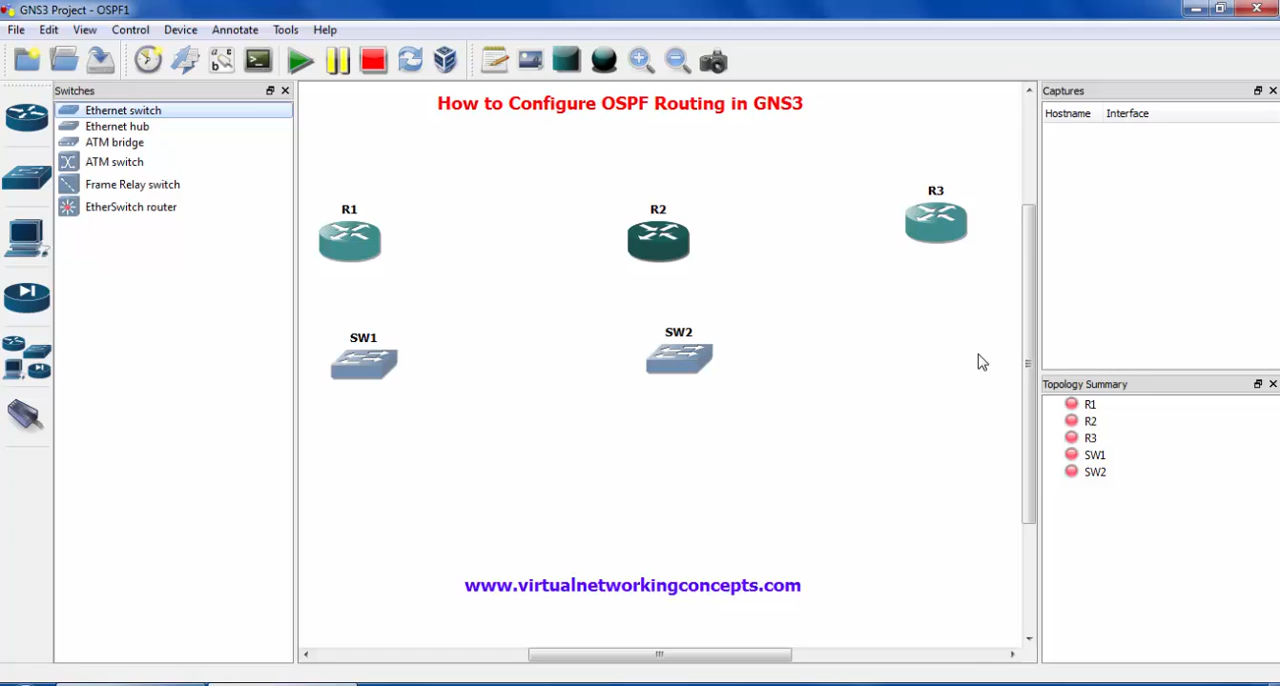 GNS3 Project - OSPF1
File Edit View Control Device Annotate Tools Help
Switches
Ethernet switch
Ethernet hub
ATM bridge
ATM switch
Frame Relay switch
EtherSwitch router
How to Configure OSPF Routing in GNS3
R1
R2
R3
SW1
SW2
www.virtualnetworkingconcepts.com
Captures
Hostname Interface
Topology Summary
R1
R2
R3
SW1
SW2